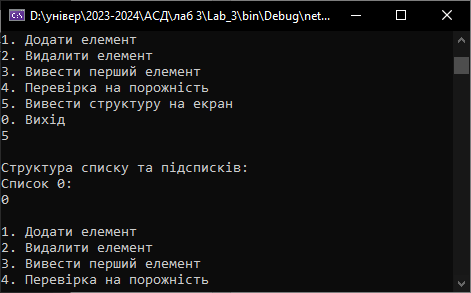 D:\універ\2023-2024\АСД\лаб 3\Lab_3\bin\Debug\net...
1. Додати елемент
2. Видалити елемент
3. Вивести перший елемент
4. Перевірка на порожність
5. Вивести структуру на екран
0. Вихід
5
Структура списку та підсписків:
Список 0:
0
1. Додати елемент
2. Видалити елемент
3. Вивести перший елемент
4. Перевірка на порожність